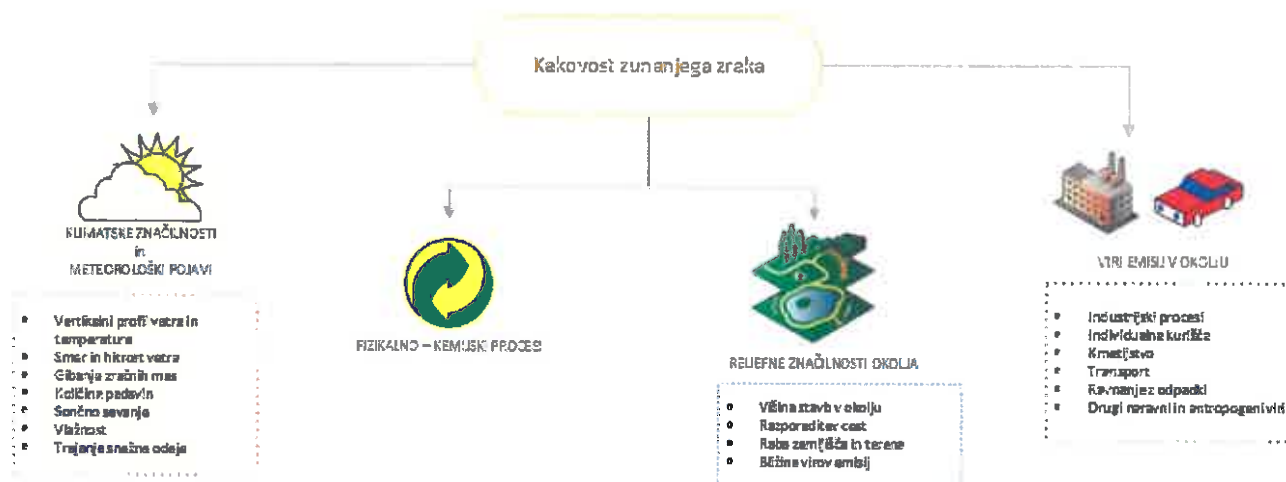 Kakovost zunanjega zraka
KLIMATSKE ZNAČILNOSTI
in
METEOROLOŠKI POJAVI
• Vertikalni profil vetra in
temperature
• Smer in hitrost vetra
• Gibanje zračnih mas
• Količina padavin
• Sončno sevanje
• Vlažnost
• Trajanje snežne odeje
FIZIKALNO – KEMIJSKI PROCESI
RELIEFNE ZNAČILNOSTI OKOLJA
• Višina stavb v okolju
• Razporeditev cest
• Raba zemljišča in terena
• Bližina virov emisij
VIRI EMISIJ V OKOLJU
• Industrijski procesi
• Individualna kurišča
• Kmetijstvo
• Transport
• Ravnanje z odpadki
• Drugi naravni in antropogeni viri